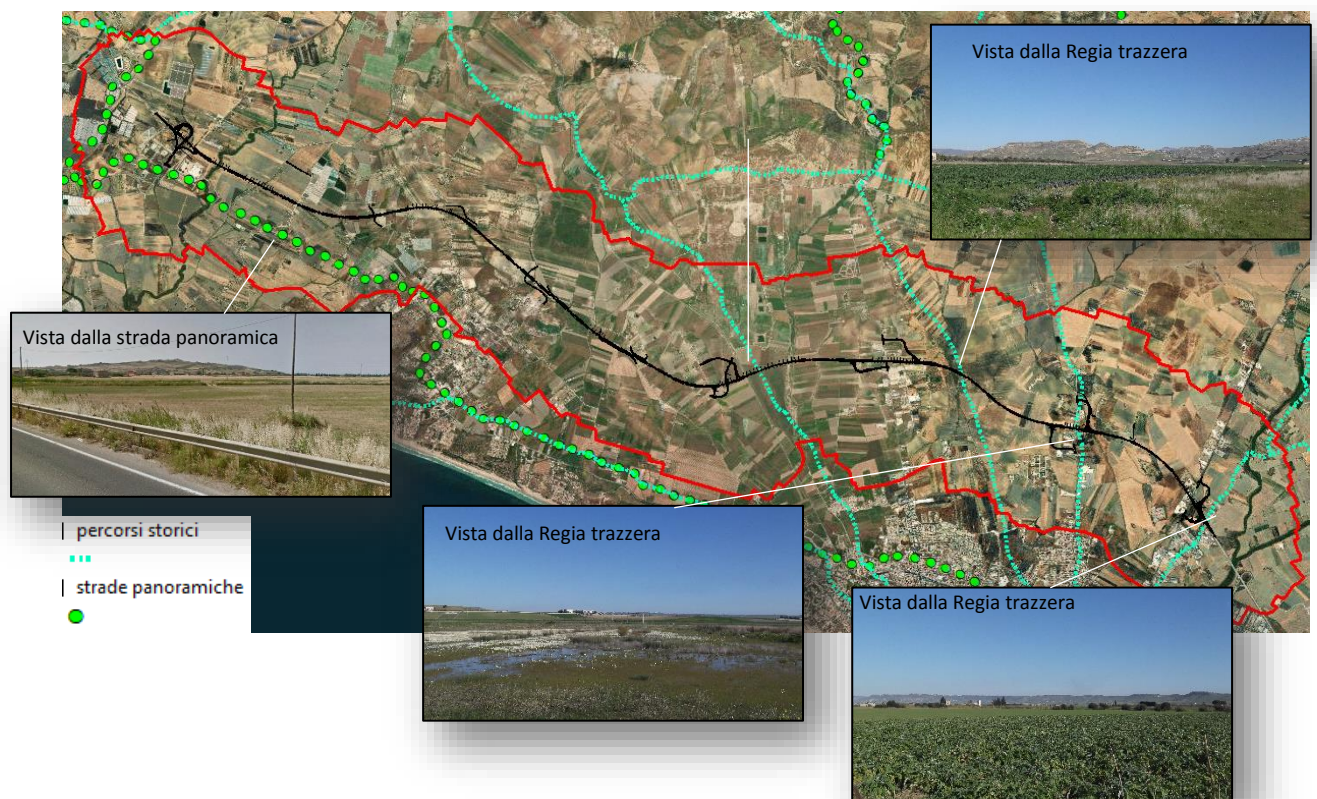 Vista dalla Regia trazzera
Vista dalla strada panoramica
percorsi storici
strade panoramiche
Vista dalla Regia trazzera
Vista dalla Regia trazzera